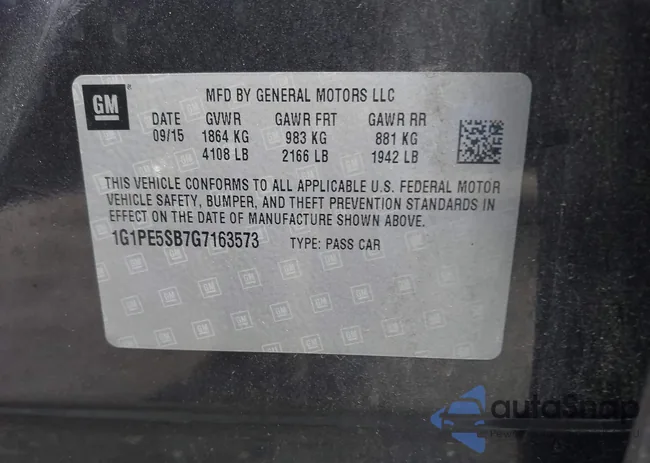 GM
MFD BY GENERAL MOTORS LLC
DATE GVWR GAWR FRT GAWR RR
09/15 1864 KG 983 KG 881 KG
4108 LB 2166 LB 1942 LB
THIS VEHICLE CONFORMS TO ALL APPLICABLE U.S. FEDERAL MOTOR
VEHICLE SAFETY, BUMPER, AND THEFT PREVENTION STANDARDS IN
EFFECT ON THE DATE OF MANUFACTURE SHOWN ABOVE.
1G1PE5SB7G7163573 TYPE: PASS CAR
autoSnap